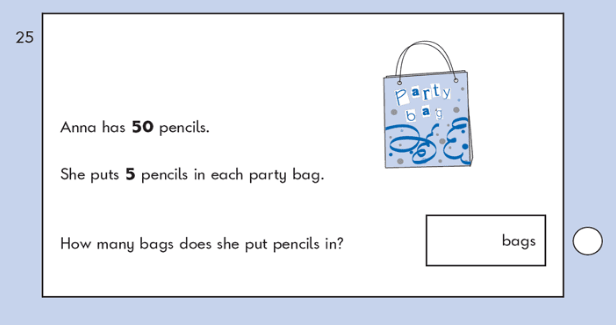 25
Party
bag
Anna has 50 pencils.
She puts 5 pencils in each party bag.
How many bags does she put pencils in?
bags